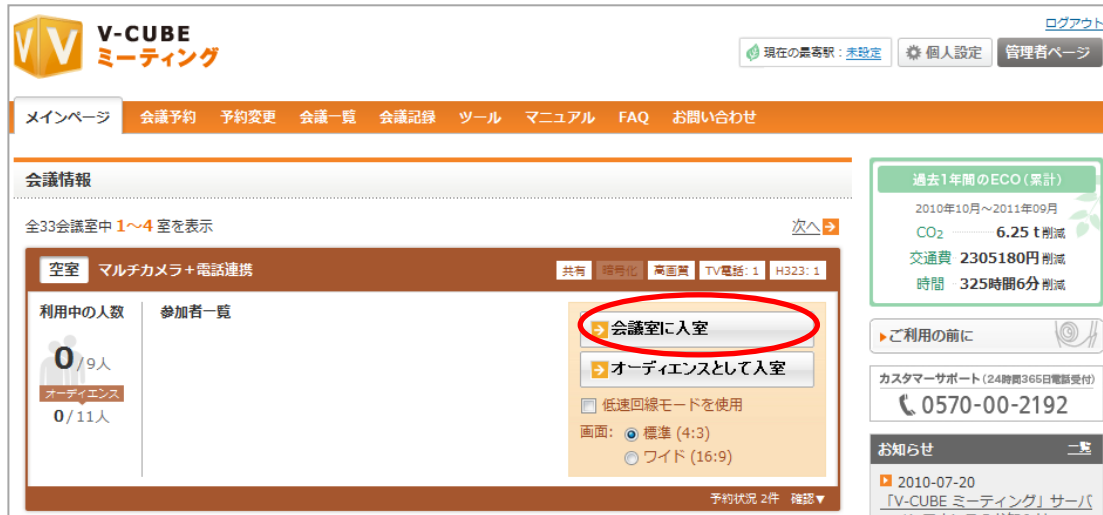 V-CUBE
ミーティング
ログアウト
現在の最寄駅：未設定
個人設定
管理者ページ
メインページ 会議予約 予約変更 会議一覧 会議記録 ツール マニュアル FAQ お問い合わせ
会議情報
全33会議室中 1～4 室を表示
次へ
空室 マルチカメラ＋電話連携
共有 暗号化 高画質 TV電話: 1 H323: 1
利用中の人数
0/9人
オーディエンス
0/11人
参加者一覧
会議室に入室
オーディエンスとして入室
低速回線モードを使用
画面: 標準 (4:3)
ワイド (16:9)
予約状況 2件 確認▼
過去1年間のECO（累計）
2010年10月～2011年09月
CO2 6.25 t削減
交通費 2305180円削減
時間 325時間6分削減
ご利用の前に
カスタマーサポート（24時間365日電話受付）
0570-00-2192
お知らせ 一覧
2010-07-20
「V-CUBE ミーティング」サーバ